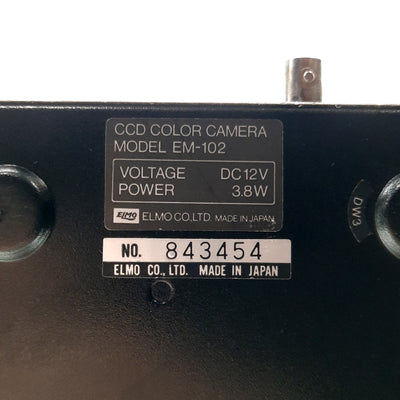 CCD COLOR CAMERA
MODEL EM-102
VOLTAGE DC12V
POWER 3.8W
ELMO ELMO CO.,LTD. MADE IN JAPAN
DW3
NO. 843454
ELMO CO., LTD. MADE IN JAPAN